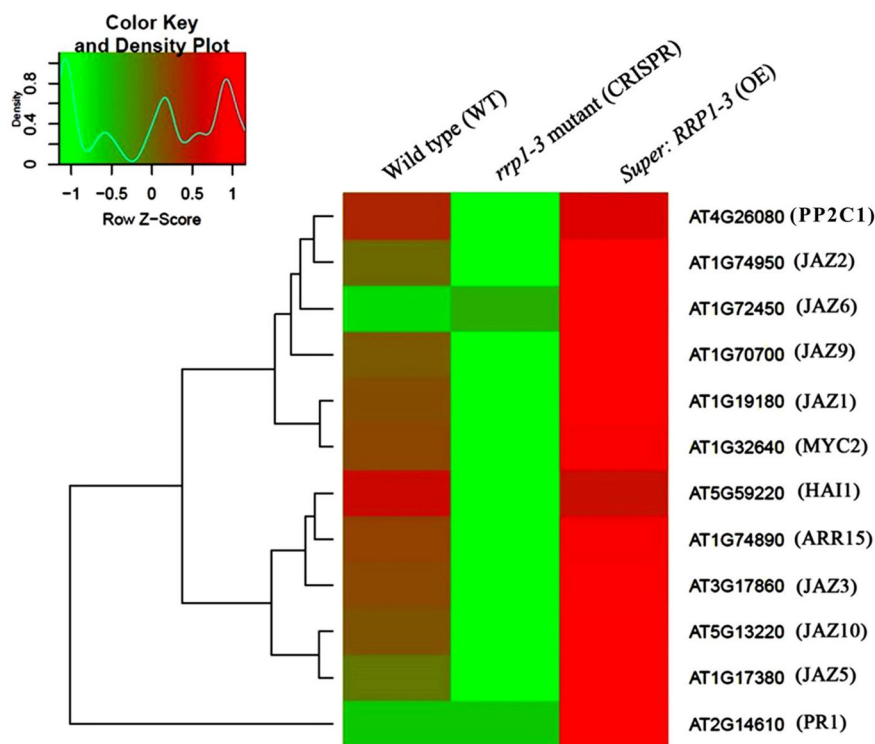 Color Key
and Density Plot
Density
0 0.4 0.8
−1 −0.5 0 0.5 1
Row Z−Score
Wild type (WT)
rrp1-3 mutant (CRISPR)
Super: RRP1-3 (OE)
AT4G26080 (PP2C1)
AT1G74950 (JAZ2)
AT1G72450 (JAZ6)
AT1G70700 (JAZ9)
AT1G19180 (JAZ1)
AT1G32640 (MYC2)
AT5G59220 (HAI1)
AT1G74890 (ARR15)
AT3G17860 (JAZ3)
AT5G13220 (JAZ10)
AT1G17380 (JAZ5)
AT2G14610 (PR1)